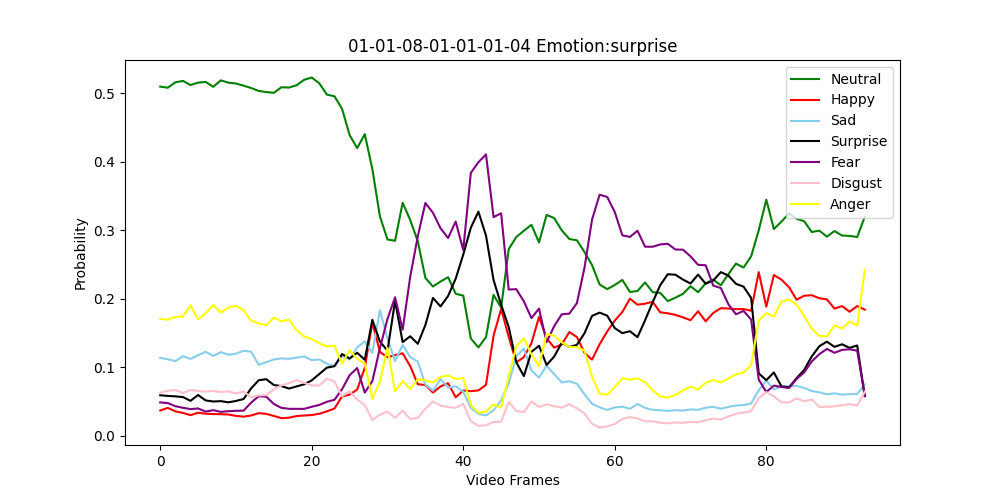 01-01-08-01-01-01-04 Emotion:surprise
Neutral
Happy
Sad
Surprise
Fear
Disgust
Anger
Probability
0.5
0.4
0.3
0.2
0.1
0.0
0 20 40 60 80
Video Frames